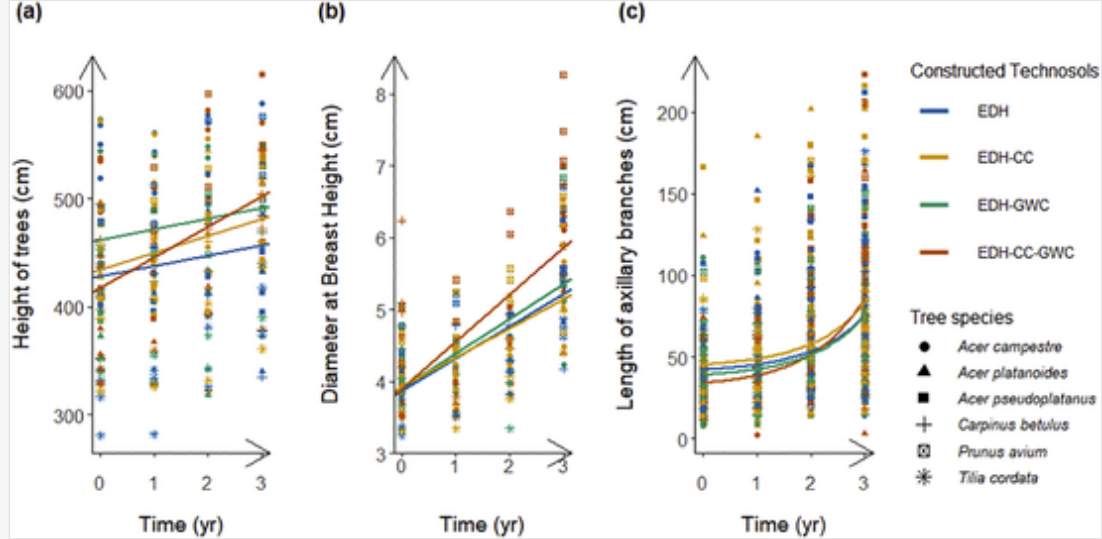 (a)
Height of trees (cm)
600
500
400
300
0 1 2 3
Time (yr)
(b)
Diameter at Breast Height (cm)
8
7
6
5
4
3
0 1 2 3
Time (yr)
(c)
Length of axillary branches (cm)
200
150
100
50
0
0 1 2 3
Time (yr)
Constructed Technosols
EDH
EDH-CC
EDH-GWC
EDH-CC-GWC
Tree species
Acer campestre
Acer platanoides
Acer pseudoplatanus
Carpinus betulus
Prunus avium
Tilia cordata